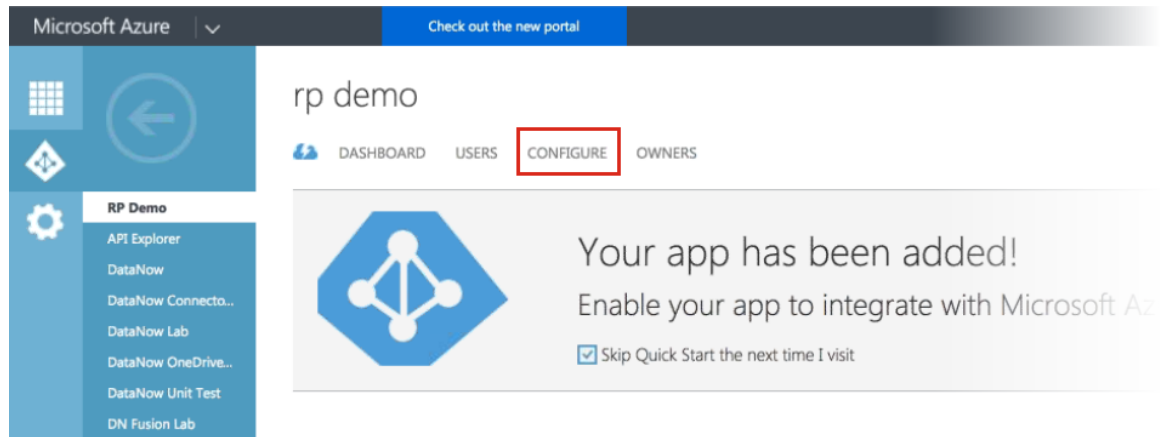 Microsoft Azure
Check out the new portal
rp demo
DASHBOARD USERS CONFIGURE OWNERS
RP Demo
API Explorer
DataNow
DataNow Connecto...
DataNow Lab
DataNow OneDrive...
DataNow Unit Test
DN Fusion Lab
Your app has been added!
Enable your app to integrate with Microsoft Az
Skip Quick Start the next time I visit